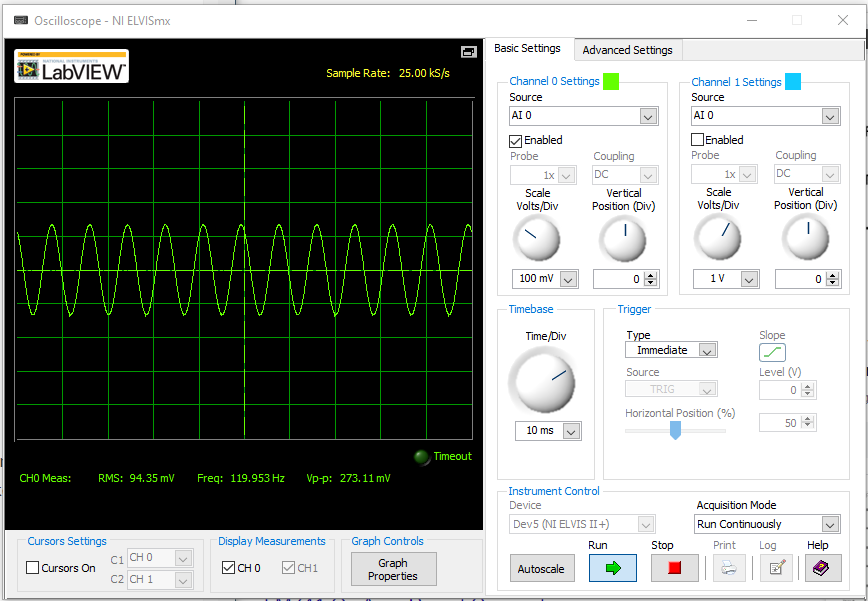 Oscilloscope - NI ELVISmx
POWERED BY
NATIONAL INSTRUMENTS
LabVIEW™
Sample Rate: 25.00 kS/s
Timeout
CH0 Meas: RMS: 94.35 mV Freq: 119.953 Hz Vp-p: 273.11 mV
Cursors Settings
Cursors On
C1 CH 0
C2 CH 1
Display Measurements
CH 0 CH1
Graph Controls
Graph
Properties
Basic Settings Advanced Settings
Channel 0 Settings
Source
AI 0
Enabled
Probe Coupling
1x DC
Scale Vertical
Volts/Div Position (Div)
100 mV 0
Channel 1 Settings
Source
AI 0
Enabled
Probe Coupling
1x DC
Scale Vertical
Volts/Div Position (Div)
1 V 0
Timebase
Time/Div
10 ms
Trigger
Type Slope
Immediate
Source Level (V)
TRIG 0
Horizontal Position (%)
50
Instrument Control
Device Acquisition Mode
Dev5 (NI ELVIS II+) Run Continuously
Run Stop Print Log Help
Autoscale